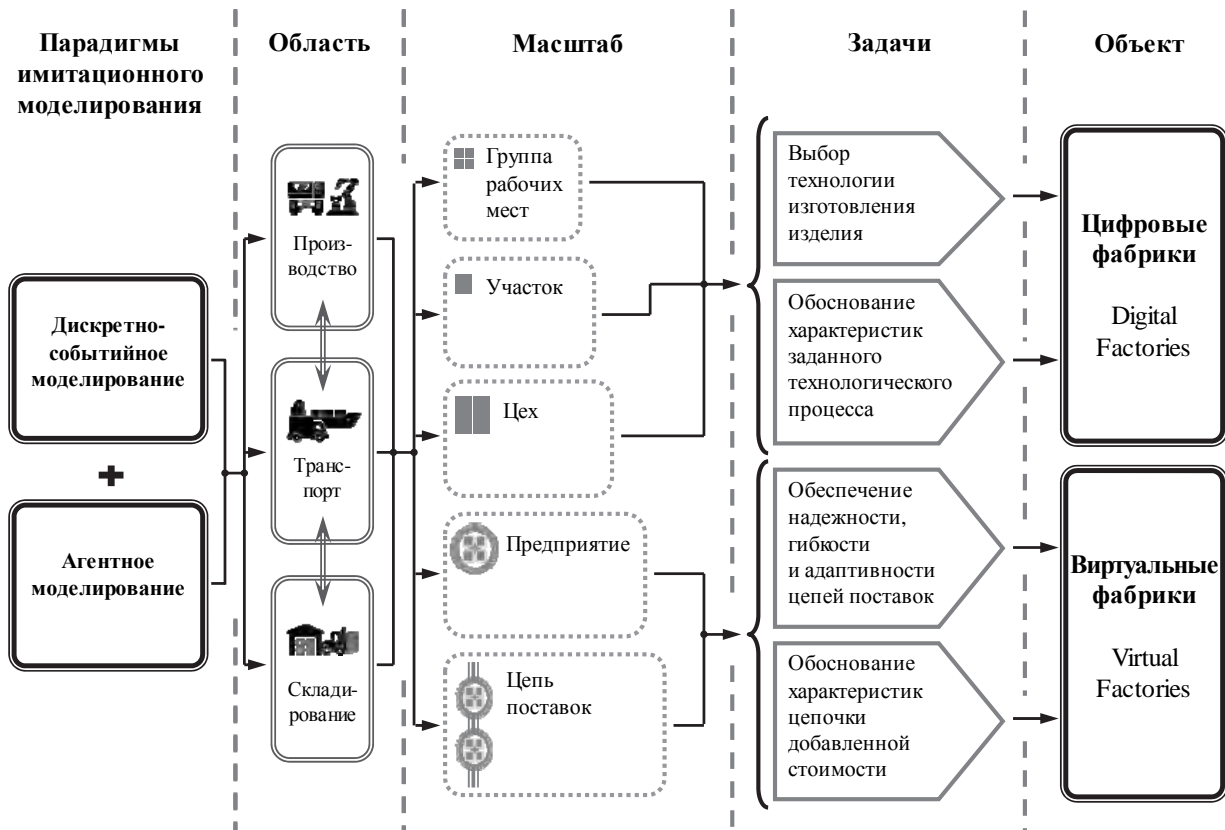 Парадигмы
имитационного
моделирования
Область
Масштаб
Задачи
Объект
Дискретно-
событийное
моделирование
Агентное
моделирование
Произ-
водство
Транс-
порт
Склади-
рование
Группа
рабочих
мест
Участок
Цех
Предприятие
Цепь
поставок
Выбор
технологии
изготовления
изделия
Обоснование
характеристик
заданного
технологического
процесса
Обеспечение
надежности,
гибкости
и адаптивности
цепей поставок
Обоснование
характеристик
цепочки
добавленной
стоимости
Цифровые
фабрики
Digital
Factories
Виртуальные
фабрики
Virtual
Factories